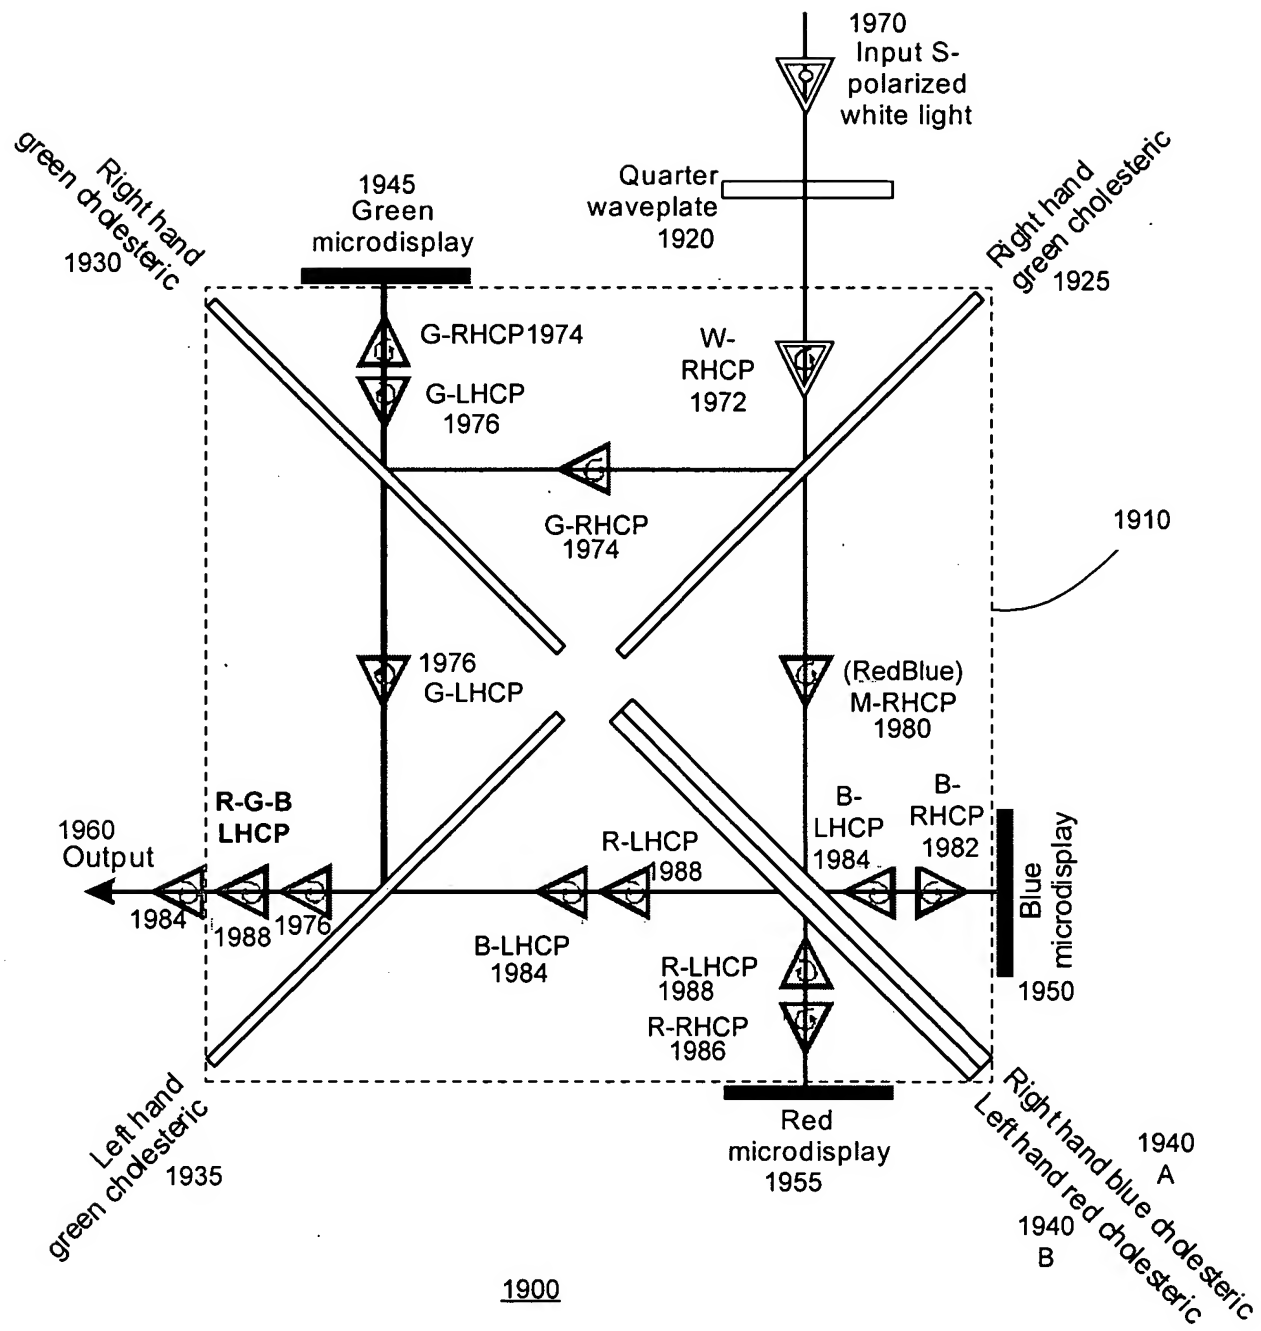 1970
Input S-
polarized
white light
Quarter
waveplate
1920
Right hand
green cholesteric
1930
1945
Green
microdisplay
Right hand
green cholesteric
1925
G-RHCP1974
G-LHCP
1976
W-
RHCP
1972
G-RHCP
1974
1910
1976
G-LHCP
(RedBlue)
M-RHCP
1980
R-G-B
LHCP
1960
Output
1984
1988
1976
R-LHCP
1988
B-LHCP
1984
B-
LHCP
1984
B-
RHCP
1982
Blue
microdisplay
1950
R-LHCP
1988
R-RHCP
1986
Red
microdisplay
1955
Left hand
green cholesteric
1935
Right hand blue cholesteric
1940
A
Left hand red cholesteric
1940
B
1900